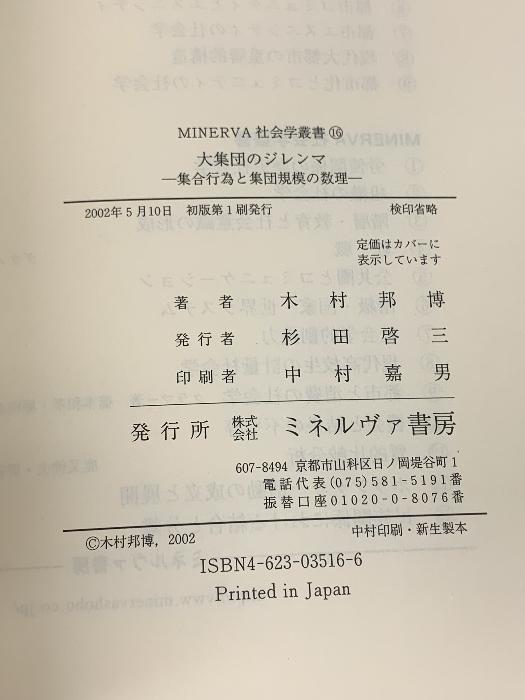 MINERVA 社会学叢書⑯
大集団のジレンマ
―集合行為と集団規模の数理―
2002年5月10日 初版第1刷発行 検印省略
定価はカバーに
表示しています
著者 木村邦博
発行者 杉田啓三
印刷者 中村嘉男
発行所 株式会社 ミネルヴァ書房
607-8494 京都市山科区日ノ岡堤谷町1
電話代表(075)581-5191番
振替口座01020-0-8076番
©木村邦博, 2002 中村印刷・新生製本
ISBN4-623-03516-6
Printed in Japan